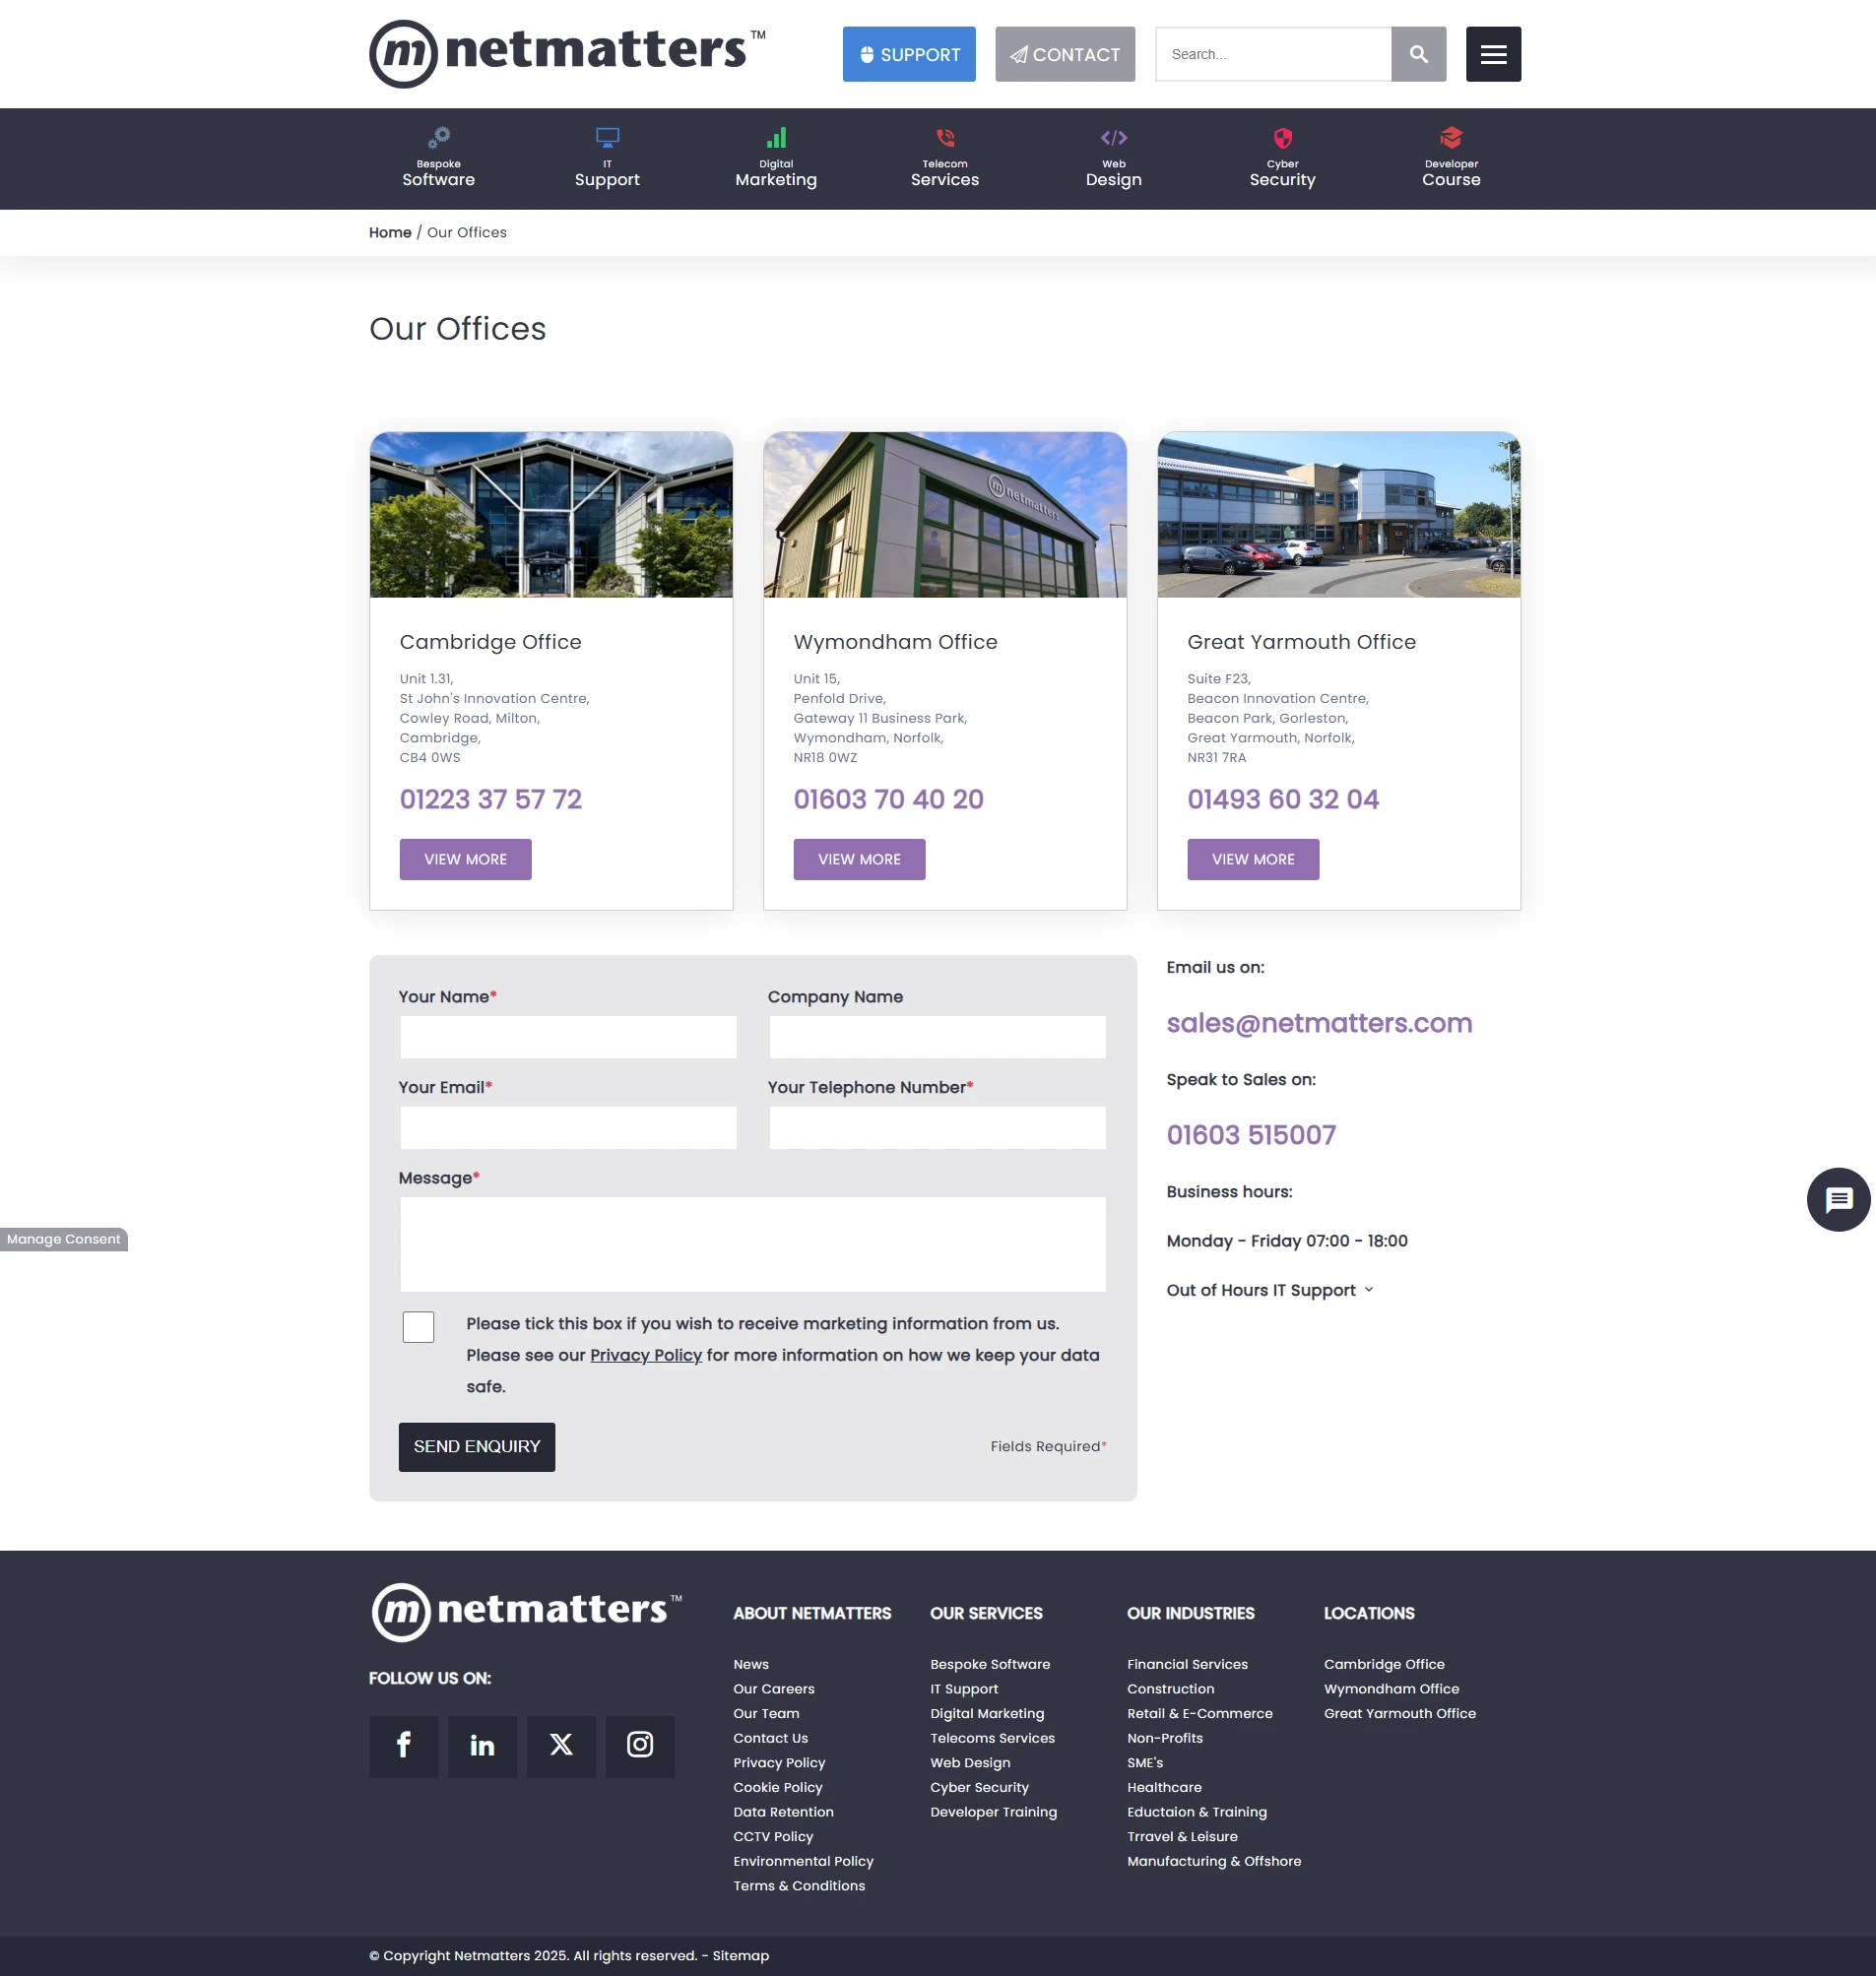 netmatters™
SUPPORT
CONTACT
Search...
Bespoke
Software
IT
Support
Digital
Marketing
Telecom
Services
Web
Design
Cyber
Security
Developer
Course
Home / Our Offices
Our Offices
netmatters
Cambridge Office
Unit 1.31,
St John's Innovation Centre,
Cowley Road, Milton,
Cambridge,
CB4 0WS
01223 37 57 72
VIEW MORE
Wymondham Office
Unit 15,
Penfold Drive,
Gateway 11 Business Park,
Wymondham, Norfolk,
NR18 0WZ
01603 70 40 20
VIEW MORE
Great Yarmouth Office
Suite F23,
Beacon Innovation Centre,
Beacon Park, Gorleston,
Great Yarmouth, Norfolk,
NR31 7RA
01493 60 32 04
VIEW MORE
Your Name*
Company Name
Your Email*
Your Telephone Number*
Message*
Please tick this box if you wish to receive marketing information from us.
Please see our Privacy Policy for more information on how we keep your data
safe.
SEND ENQUIRY
Fields Required*
Email us on:
sales@netmatters.com
Speak to Sales on:
01603 515007
Business hours:
Monday - Friday 07:00 - 18:00
Out of Hours IT Support
Manage Consent
netmatters™
FOLLOW US ON:
ABOUT NETMATTERS
News
Our Careers
Our Team
Contact Us
Privacy Policy
Cookie Policy
Data Retention
CCTV Policy
Environmental Policy
Terms & Conditions
OUR SERVICES
Bespoke Software
IT Support
Digital Marketing
Telecoms Services
Web Design
Cyber Security
Developer Training
OUR INDUSTRIES
Financial Services
Construction
Retail & E-Commerce
Non-Profits
SME's
Healthcare
Eductaion & Training
Trravel & Leisure
Manufacturing & Offshore
LOCATIONS
Cambridge Office
Wymondham Office
Great Yarmouth Office
© Copyright Netmatters 2025. All rights reserved. - Sitemap